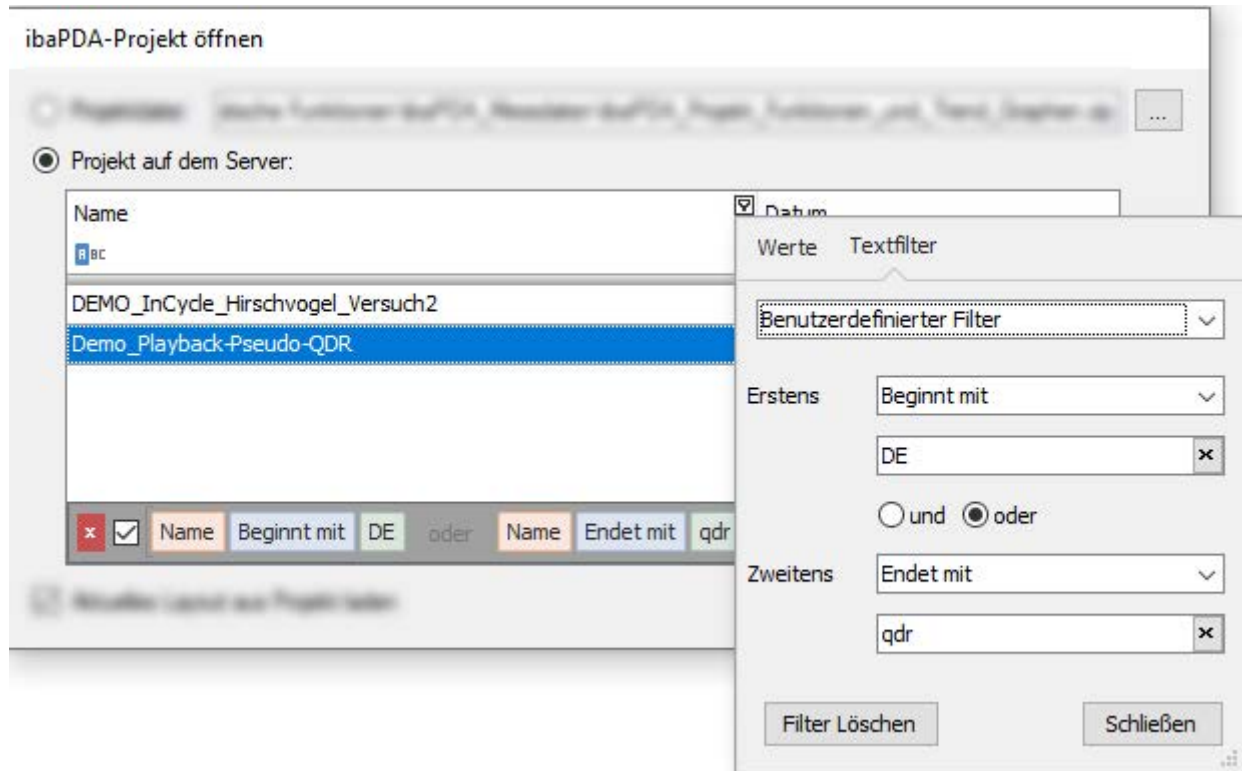 ibaPDA-Projekt öffnen
...
Projekt auf dem Server:
Name
Datum
ABC
DEMO_InCycle_Hirschvogel_Versuch2
Demo_Playback-Pseudo-QDR
x Name Beginnt mit DE oder Name Endet mit qdr
Werte Textfilter
Benutzerdefinierter Filter
Erstens Beginnt mit
DE
und oder
Zweitens Endet mit
qdr
Filter Löschen Schließen